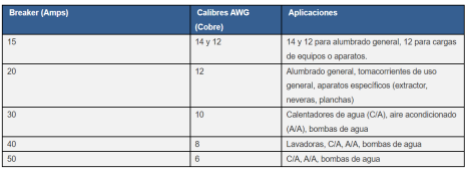 Breaker (Amps) Calibres AWG Aplicaciones
(Cobre)
15 14 y 12 14 y 12 para alumbrado general, 12 para cargas
de equipos o aparatos.
20 12 Alumbrado general, tomacorrientes de uso
general, aparatos específicos (extractor,
neveras, planchas)
30 10 Calentadores de agua (C/A), aire acondicionado
(A/A), bombas de agua
40 8 Lavadoras, C/A, A/A, bombas de agua
50 6 C/A, A/A, bombas de agua